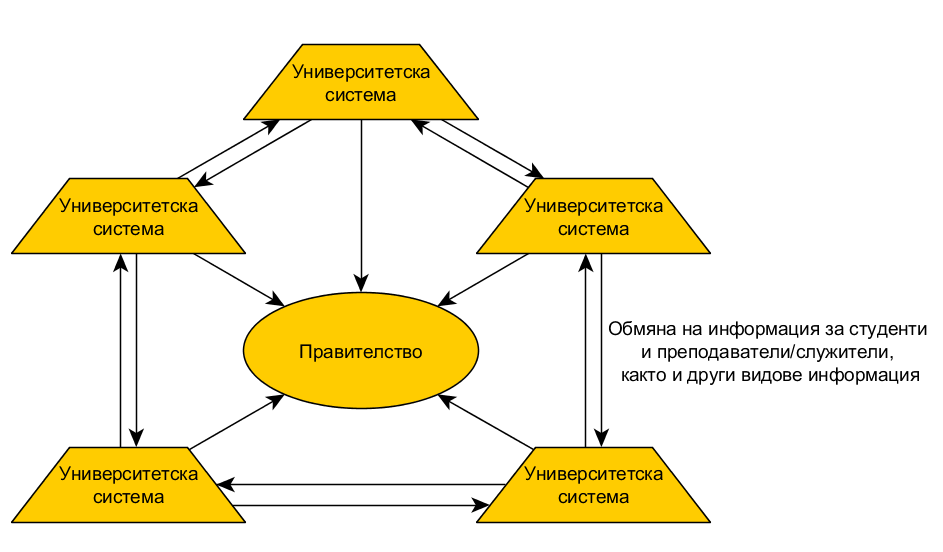 Университетска
система
Университетска
система
Университетска
система
Обмяна на информация за студенти
и преподаватели/служители,
както и други видове информация
Правителство
Университетска
система
Университетска
система